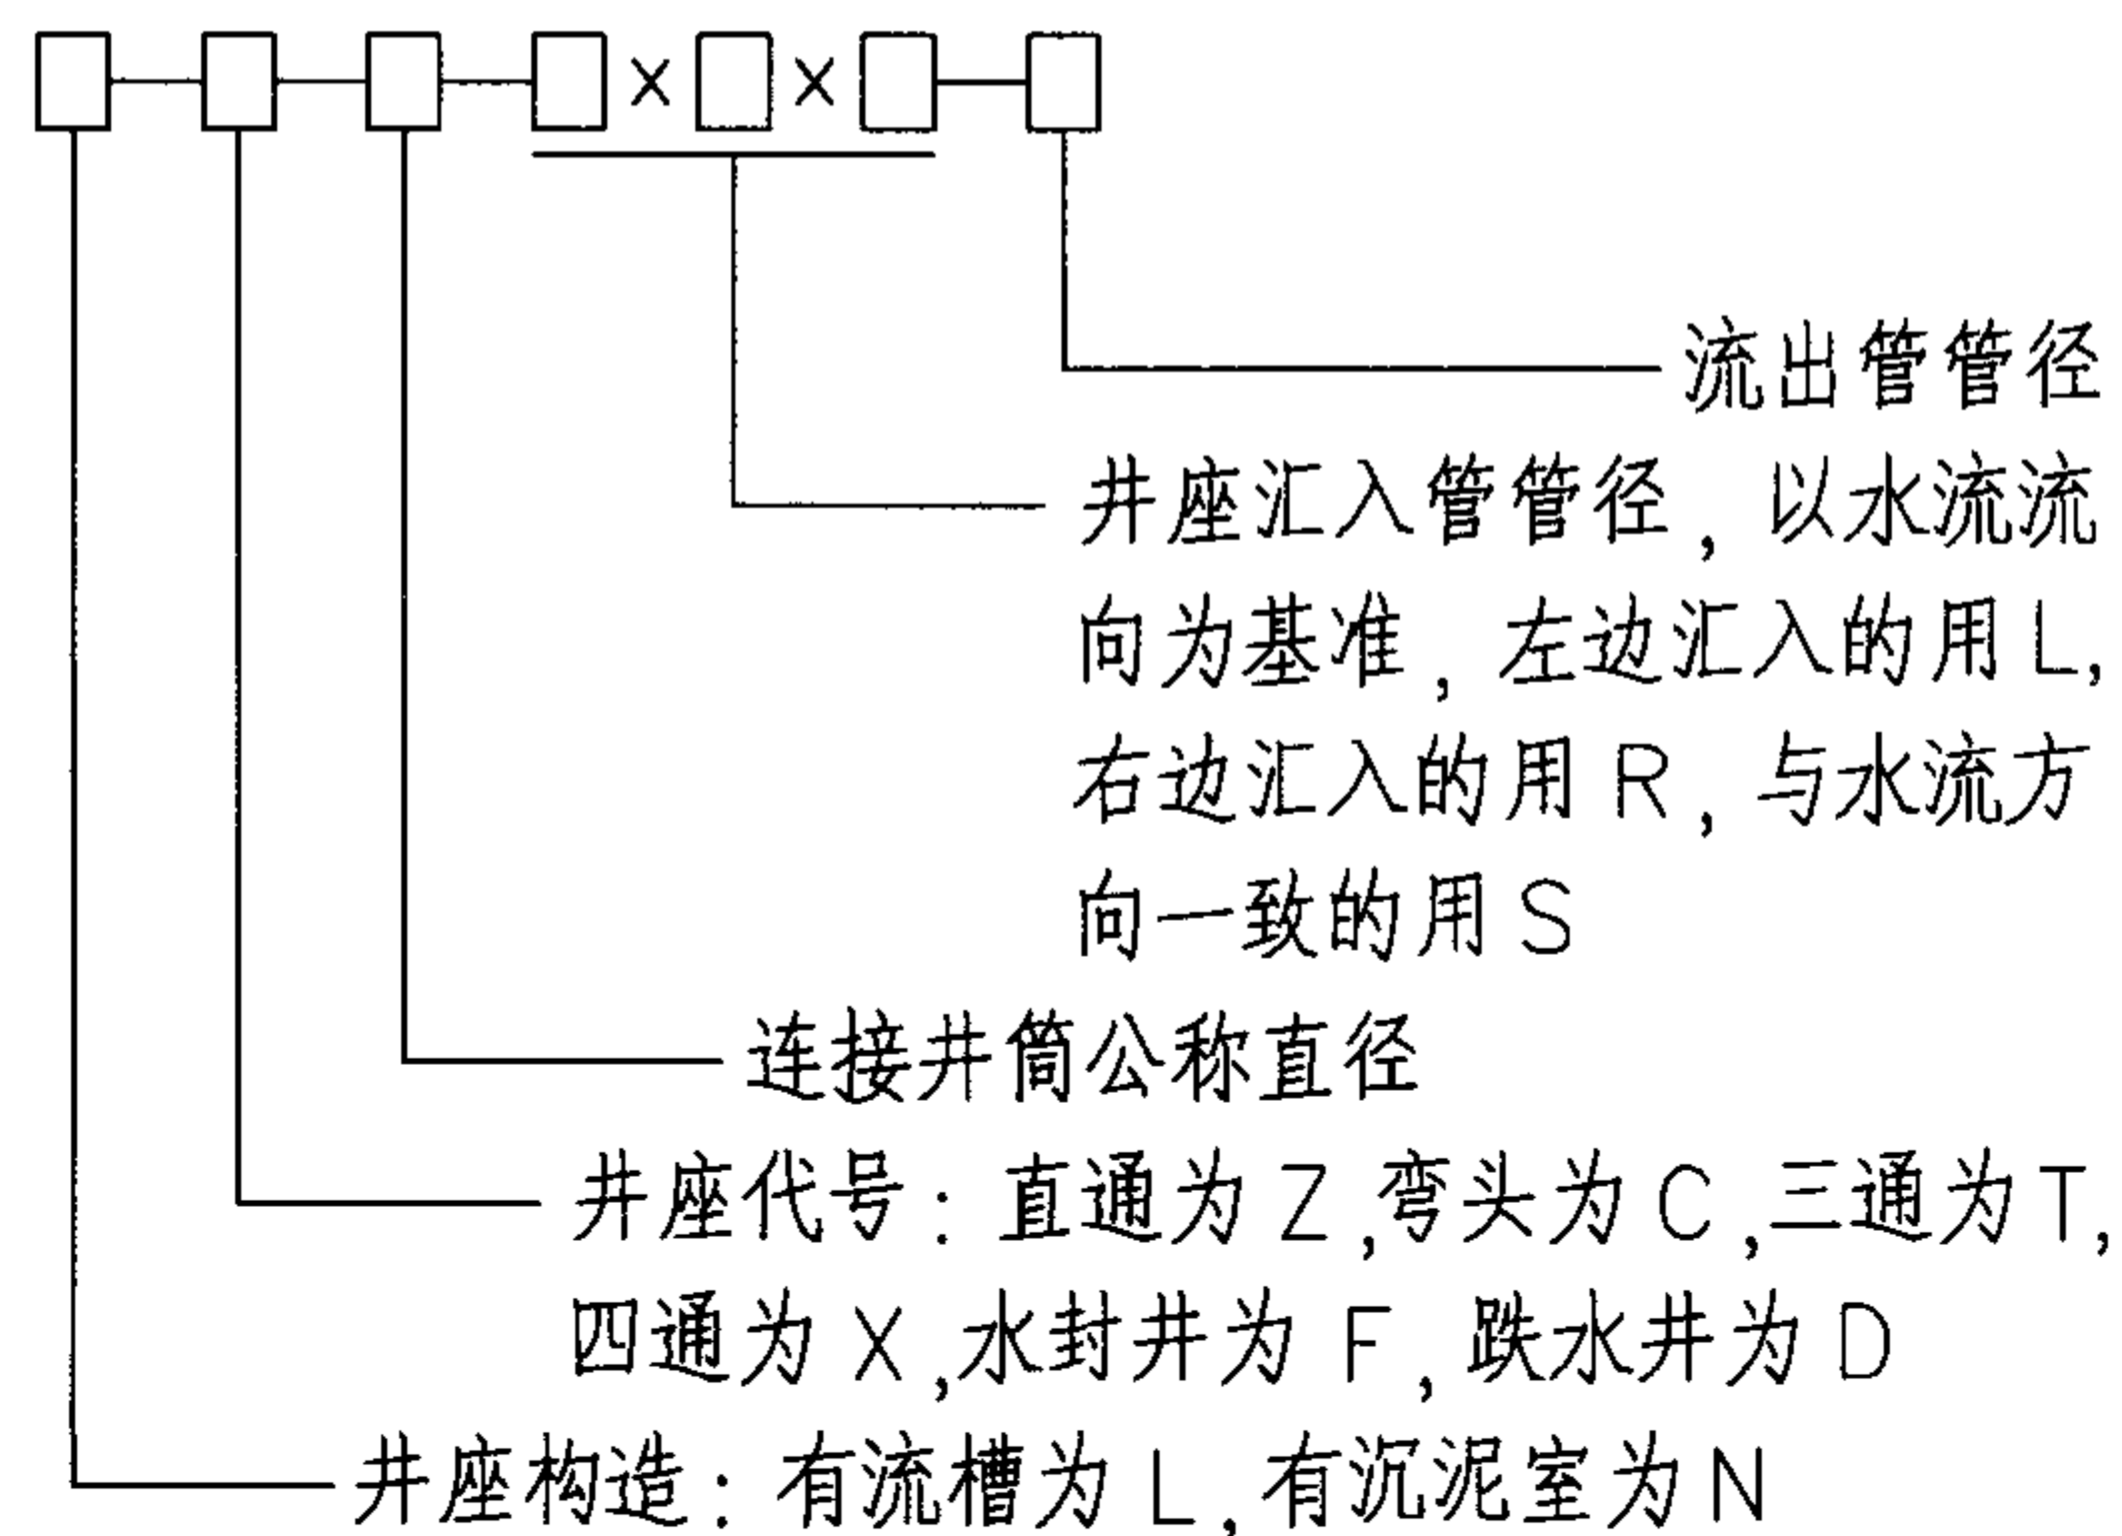 □—□—□—□×□×□—□
流出管管径
井座汇入管管径，以水流流
向为基准，左边汇入的用L，
右边汇入的用R，与水流方
向一致的用S
连接井筒公称直径
井座代号：直通为Z，弯头为C，三通为T，
四通为X，水封井为F，跌水井为D
井座构造：有流槽为L，有沉泥室为N